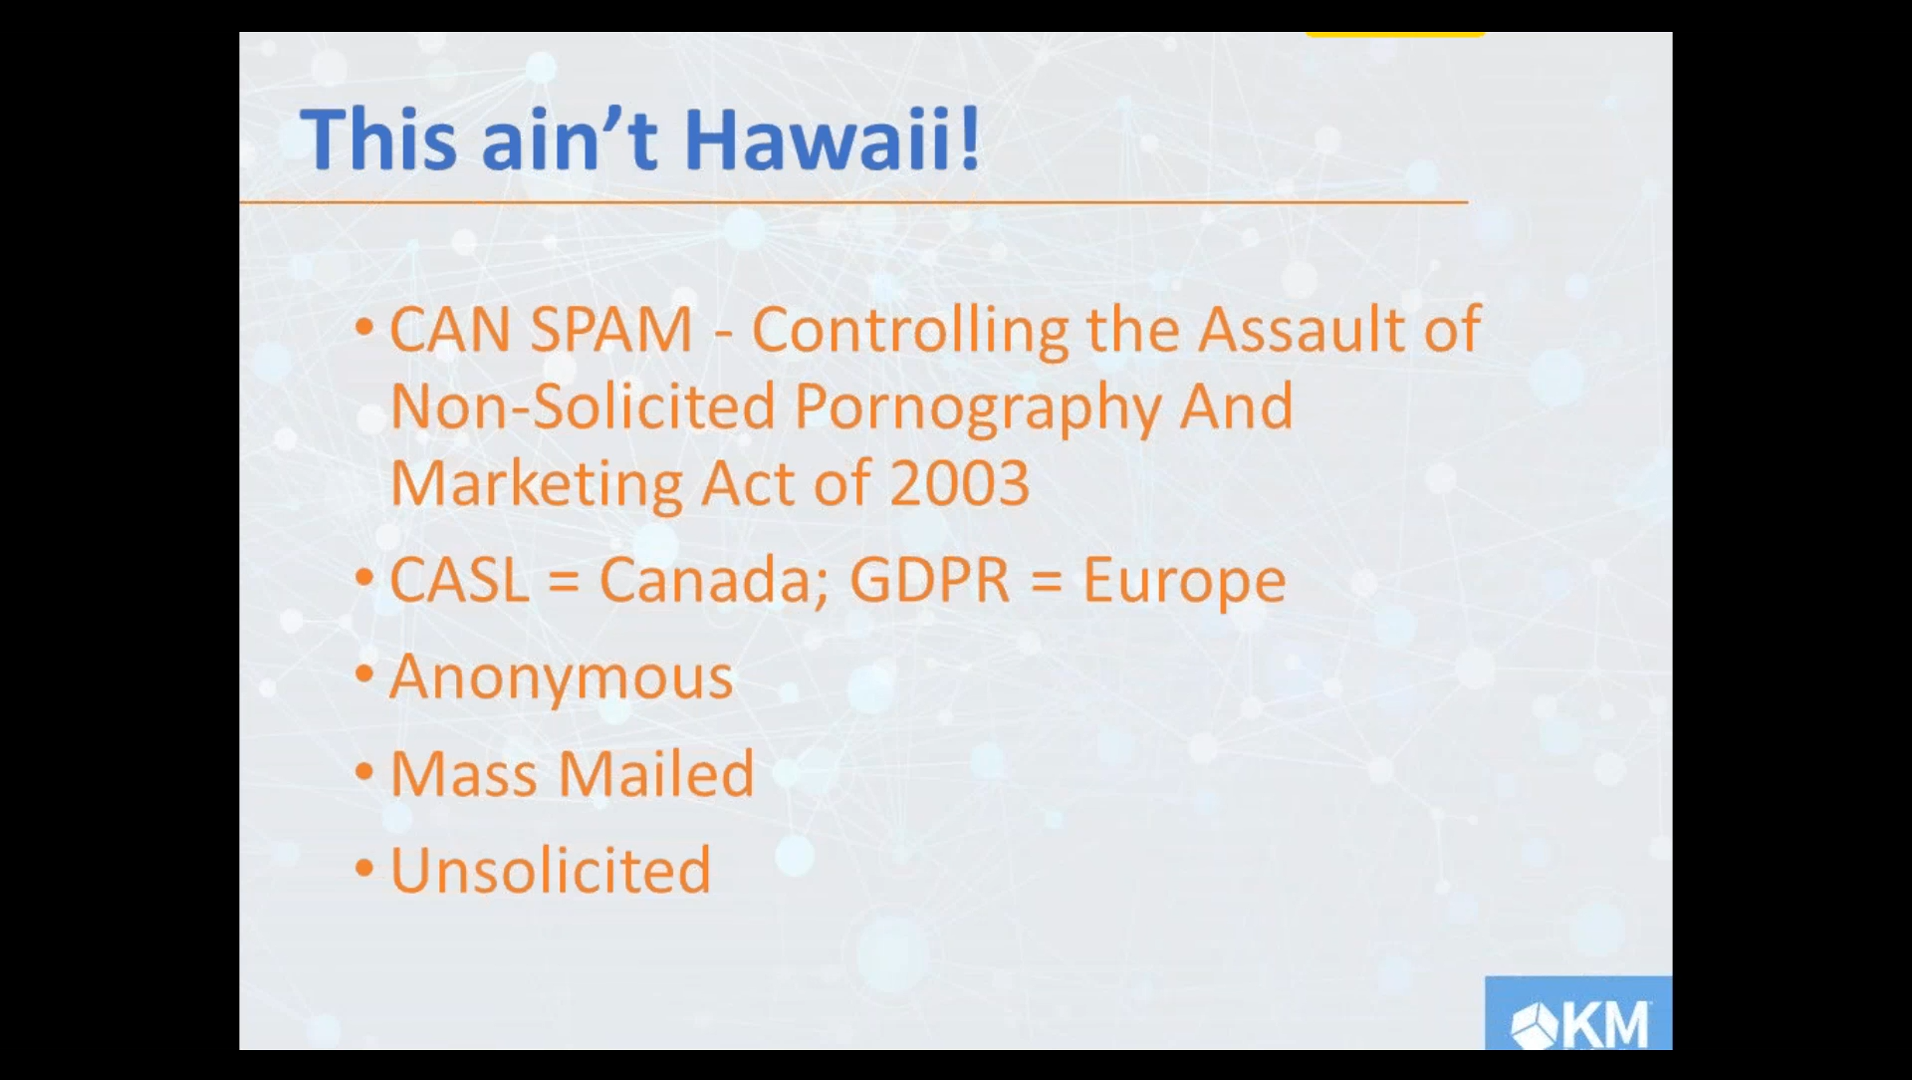 This ain’t Hawaii!
• CAN SPAM - Controlling the Assault of
Non-Solicited Pornography And
Marketing Act of 2003
• CASL = Canada; GDPR = Europe
• Anonymous
• Mass Mailed
• Unsolicited
KM